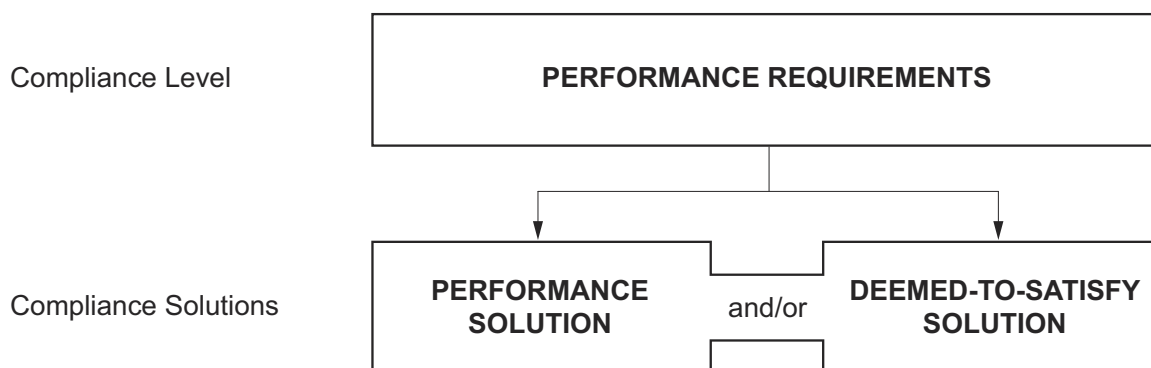 Compliance Level
PERFORMANCE REQUIREMENTS
Compliance Solutions
PERFORMANCE
SOLUTION
and/or
DEEMED-TO-SATISFY
SOLUTION